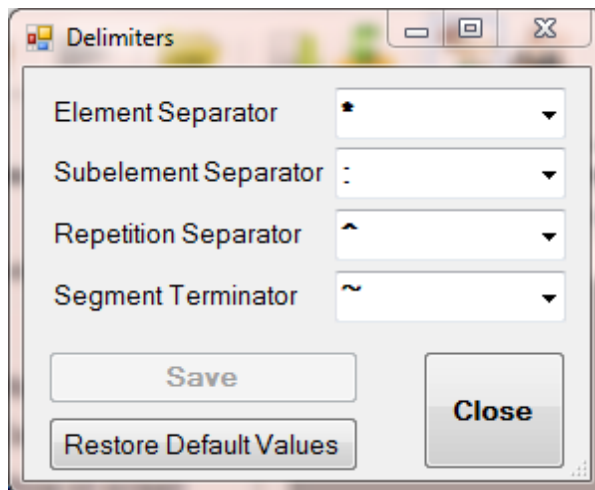 Delimiters
Element Separator *
Subelement Separator :
Repetition Separator ^
Segment Terminator ~
Save
Close
Restore Default Values